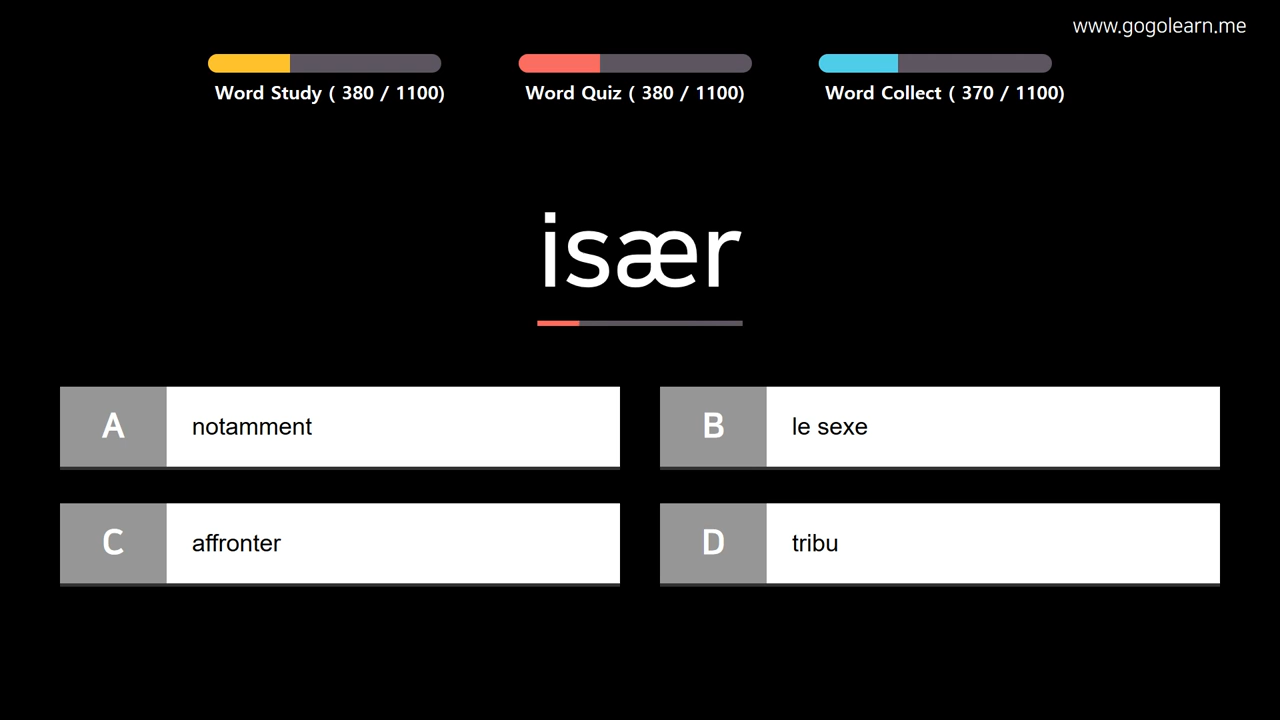 www.gogolearn.me
Word Study ( 380 / 1100)
Word Quiz ( 380 / 1100)
Word Collect ( 370 / 1100)
især
A notamment
B le sexe
C affronter
D tribu